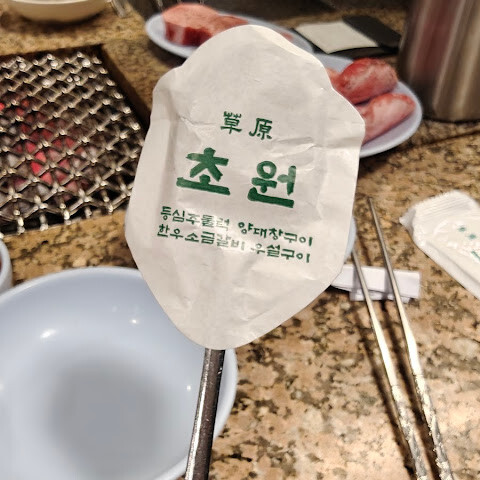 草原
초원
등심주물럭 양대창구이
한우소금갈비 우설구이